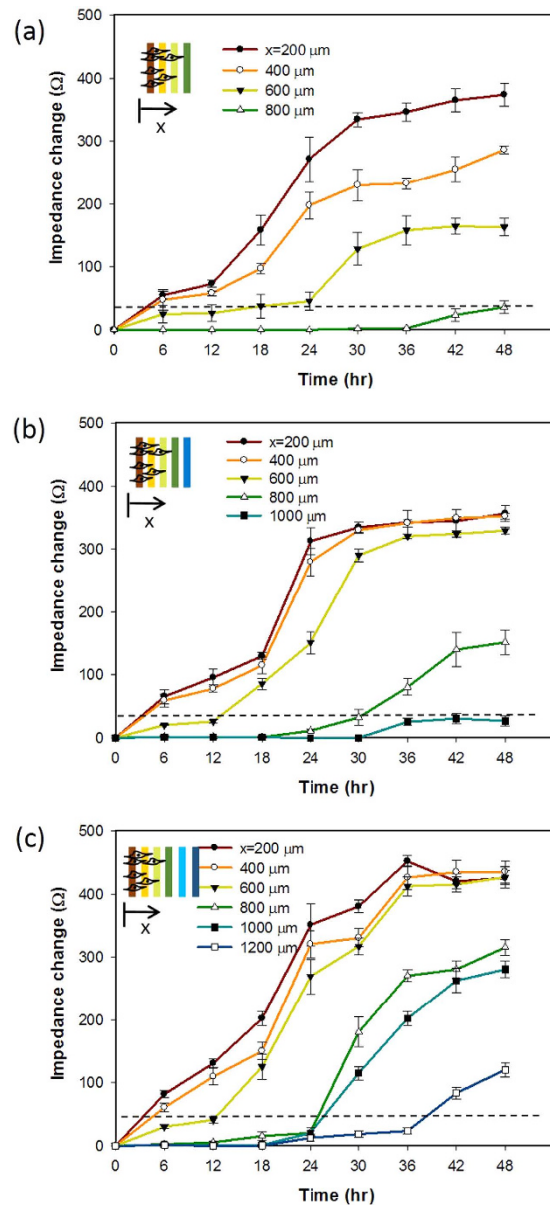 (a)
500
400
300
200
100
0
Impedance change (Ω)
x
x=200 μm
400 μm
600 μm
800 μm
0 6 12 18 24 30 36 42 48
Time (hr)
(b)
500
400
300
200
100
0
Impedance change (Ω)
x
x=200 μm
400 μm
600 μm
800 μm
1000 μm
0 6 12 18 24 30 36 42 48
Time (hr)
(c)
500
400
300
200
100
0
Impedance change (Ω)
x
x=200 μm
400 μm
600 μm
800 μm
1000 μm
1200 μm
0 6 12 18 24 30 36 42 48
Time (hr)